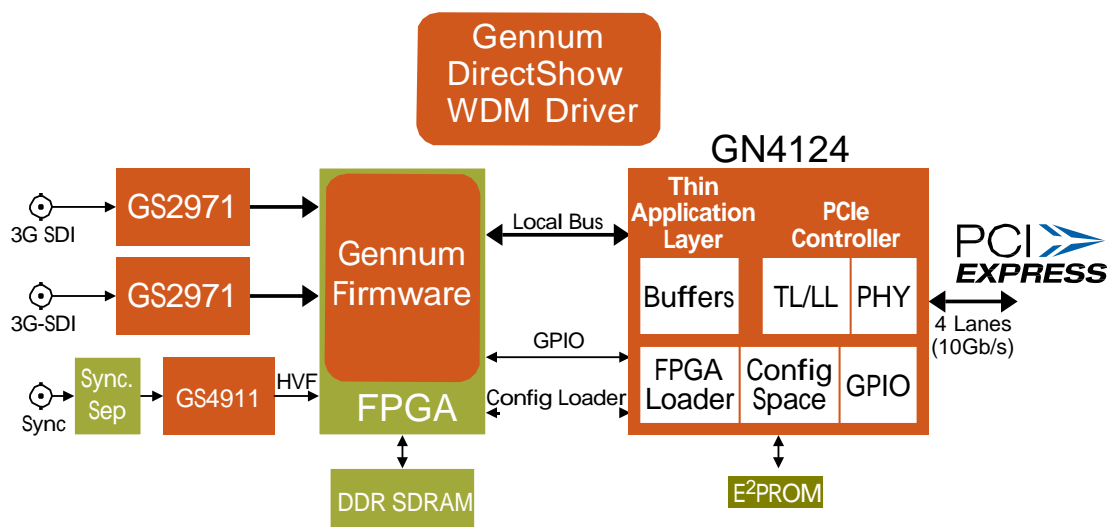 Gennum
DirectShow
WDM Driver
GN4124
GS2971
3G SDI
GS2971
3G-SDI
Sync.
Sep
Sync
GS4911
HVF
Gennum
Firmware
FPGA
DDR SDRAM
Local Bus
GPIO
Config Loader
Thin
Application
Layer
PCIe
Controller
Buffers
TL/LL
PHY
FPGA
Loader
Config
Space
GPIO
E²PROM
PCI
EXPRESS
4 Lanes
(10Gb/s)